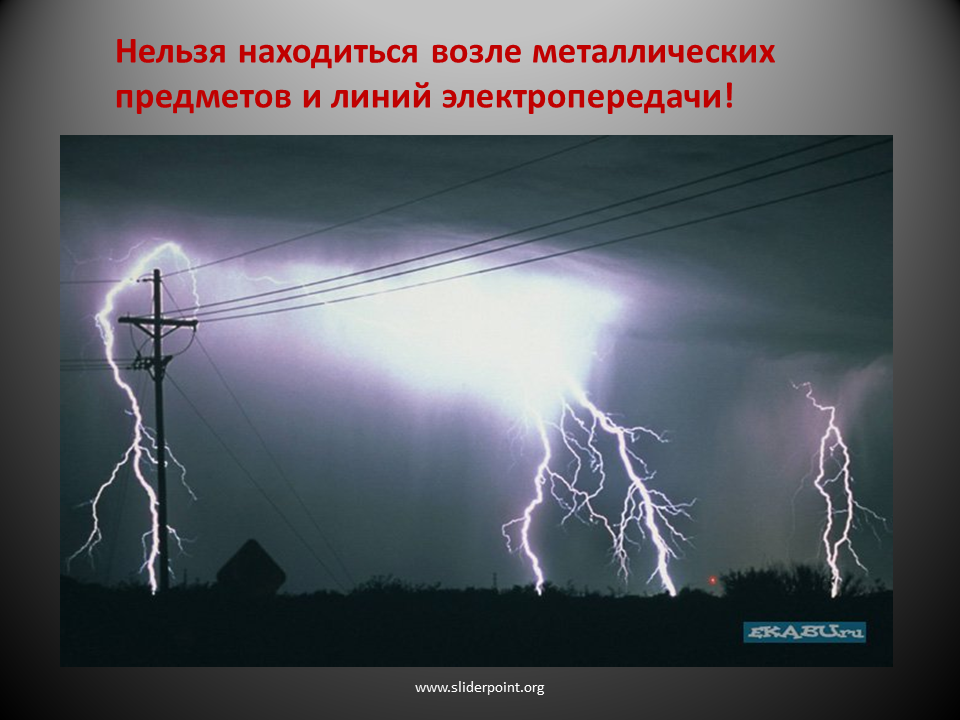 Нельзя находиться возле металлических
предметов и линий электропередачи!
EKABU.ru
www.sliderpoint.org